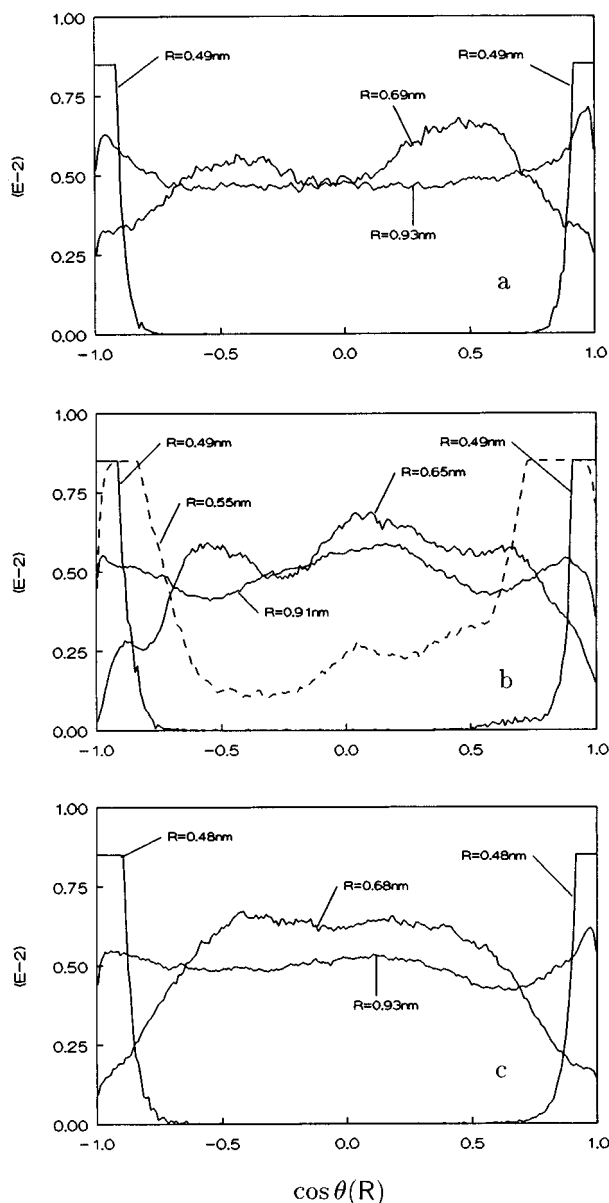 1.00
R=0.49nm
R=0.49nm
0.75
R=0.69nm
(E-2)
0.50
R=0.93nm
0.25
a
0.00
-1.0 -0.5 0.0 0.5 1.0
1.00
R=0.49nm
R=0.49nm
0.75
R=0.65nm
R=0.55nm
(E-2)
0.50
R=0.91nm
0.25
b
0.00
-1.0 -0.5 0.0 0.5 1.0
1.00
R=0.48nm
R=0.48nm
0.75
R=0.68nm
(E-2)
0.50
R=0.93nm
0.25
c
0.00
-1.0 -0.5 0.0 0.5 1.0
cos θ(R)